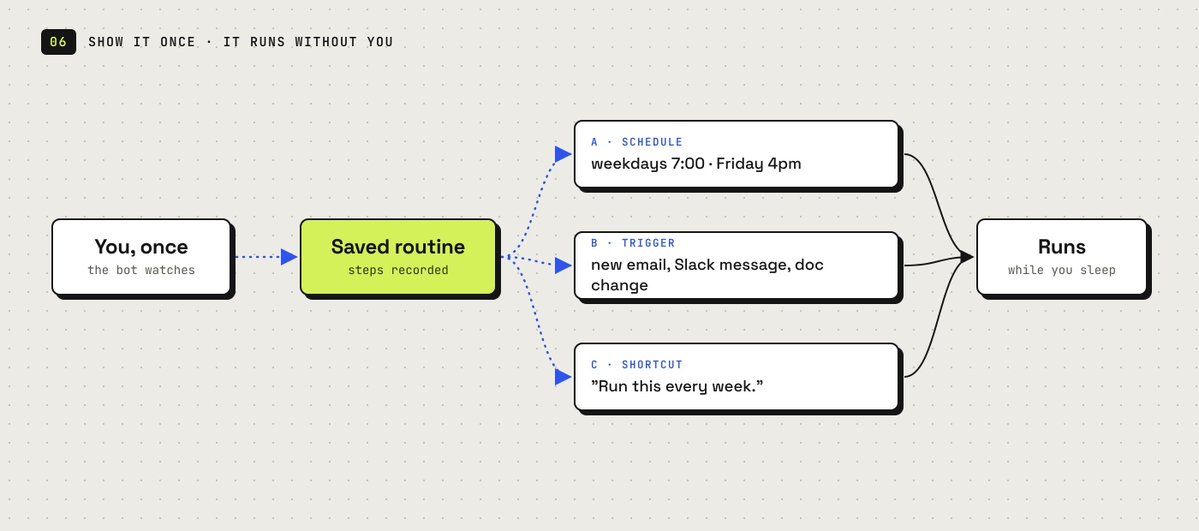 06 SHOW IT ONCE · IT RUNS WITHOUT YOU
You, once
the bot watches
Saved routine
steps recorded
A · SCHEDULE
weekdays 7:00 · Friday 4pm
B · TRIGGER
new email, Slack message, doc
change
C · SHORTCUT
”Run this every week.”
Runs
while you sleep